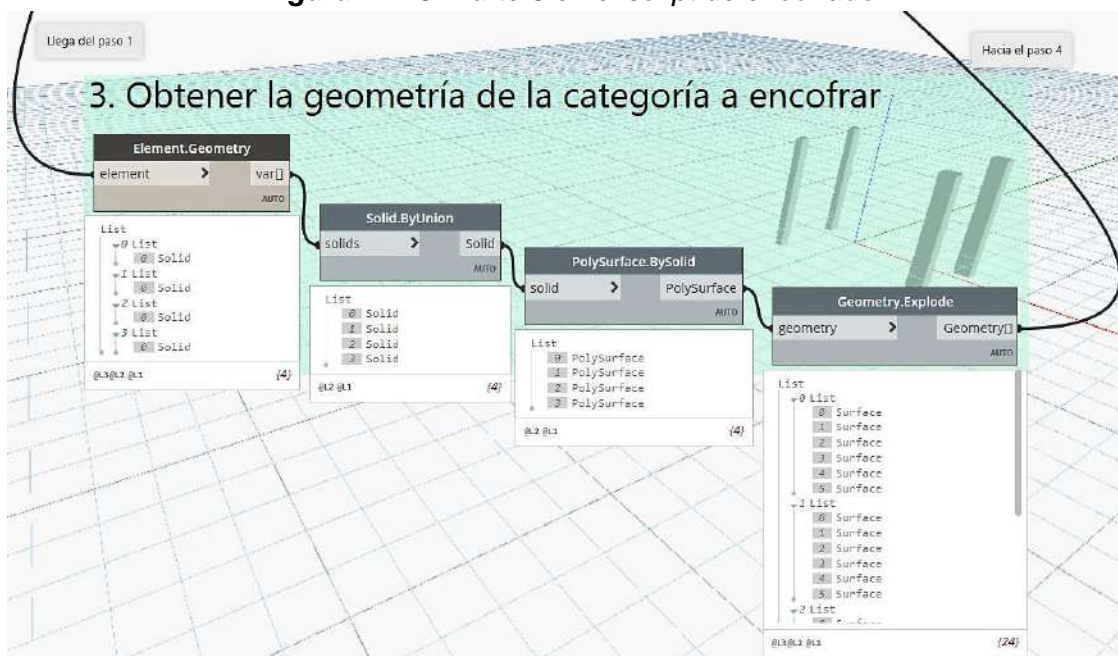 Llega del paso 1
Hacia el paso 4
3. Obtener la geometría de la categoría a encofrar
Element.Geometry
element > var[]
AUTO
List
0 List
0 Solid
1 List
0 Solid
2 List
0 Solid
3 List
0 Solid
@L3@L2 @L1 {4}
Solid.ByUnion
solids > Solid
AUTO
List
0 Solid
1 Solid
2 Solid
3 Solid
@L2 @L1 {4}
PolySurface.BySolid
solid > PolySurface
AUTO
List
0 PolySurface
1 PolySurface
2 PolySurface
3 PolySurface
@L2 @L1 {4}
Geometry.Explode
geometry > Geometry[]
AUTO
List
0 List
0 Surface
1 Surface
2 Surface
3 Surface
4 Surface
5 Surface
1 List
0 Surface
1 Surface
2 Surface
3 Surface
4 Surface
5 Surface
2 List
@L3@L2 @L1 {24}